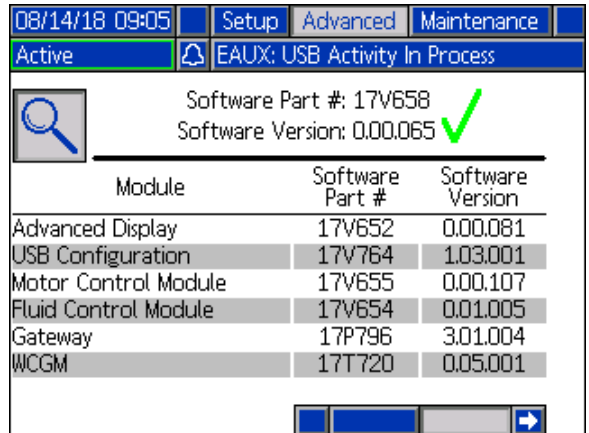 08/14/18 09:05 Setup Advanced Maintenance
Active EAUX: USB Activity In Process
Software Part #: 17V658
Software Version: 0.00.065
Module Software Part # Software Version
Advanced Display 17V652 0.00.081
USB Configuration 17V764 1.03.001
Motor Control Module 17V655 0.00.107
Fluid Control Module 17V654 0.01.005
Gateway 17P796 3.01.004
WCGM 17T720 0.05.001